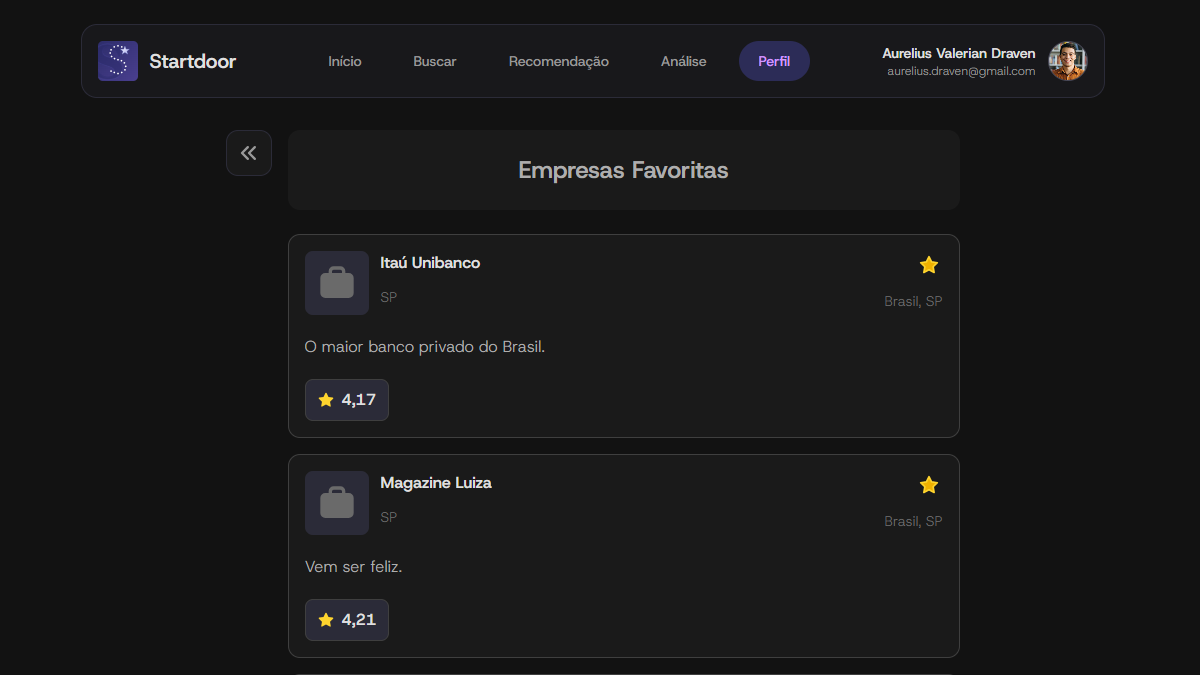 Startdoor
Início
Buscar
Recomendação
Análise
Perfil
Aurelius Valerian Draven
aurelius.draven@gmail.com
Empresas Favoritas
Itaú Unibanco
SP
Brasil, SP
O maior banco privado do Brasil.
4,17
Magazine Luiza
SP
Brasil, SP
Vem ser feliz.
4,21